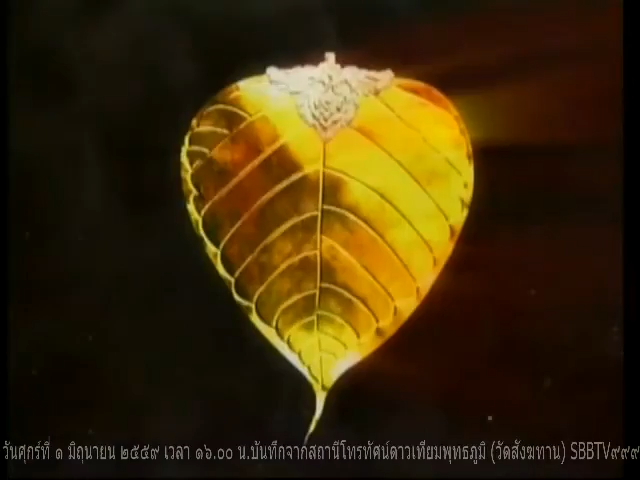 วันศุกร์ที่ ๑ มิถุนายน ๒๕๕๙ เวลา ๑๖.๐๐ น.บันทึกจากสถานีโทรทัศน์ดาวเทียมพุทธภูมิ (วัดสังฆทาน) SBBTV๙๙๙